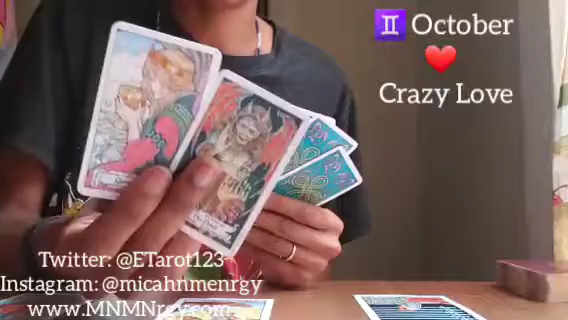 ♊ October
❤️
Crazy Love
Twitter: @ETarot123
Instagram: @micahnmenrgy
www.MNMNrgy.com